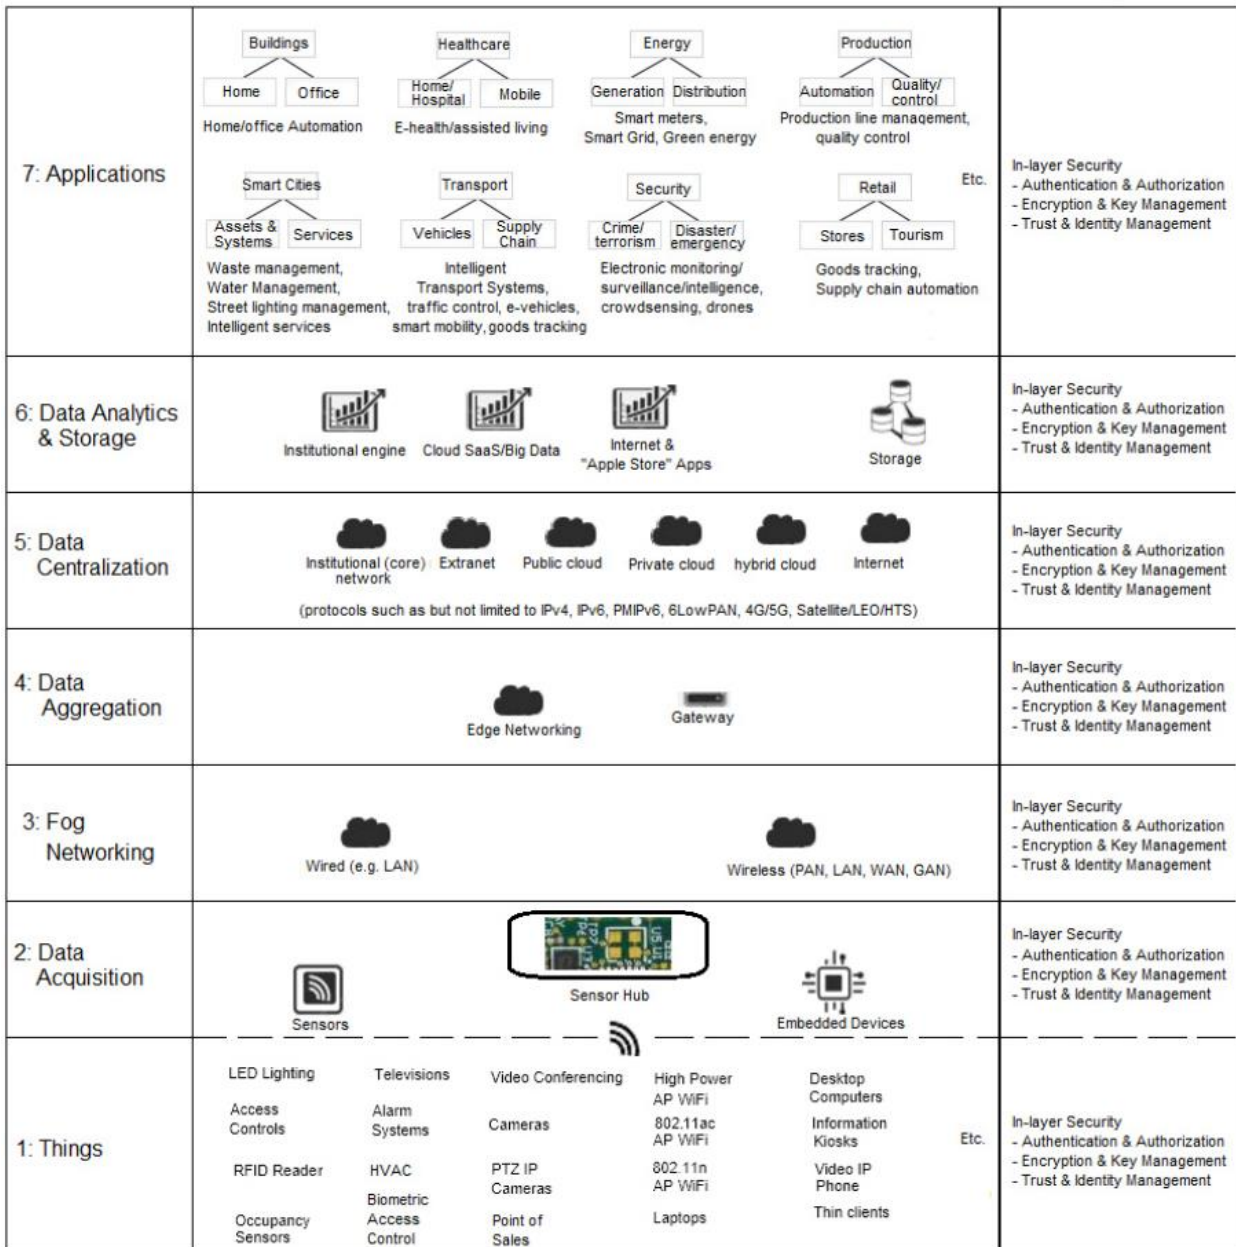 7: Applications
Buildings
Home
Office
Home/office Automation
Healthcare
Home/
Hospital
Mobile
E-health/assisted living
Energy
Generation
Distribution
Smart meters,
Smart Grid, Green energy
Production
Automation
Quality/
control
Production line management,
quality control
Smart Cities
Assets &
Systems
Services
Waste management,
Water Management,
Street lighting management,
Intelligent services
Transport
Vehicles
Supply
Chain
Intelligent
Transport Systems,
traffic control, e-vehicles,
smart mobility, goods tracking
Security
Crime/
terrorism
Disaster/
emergency
Electronic monitoring/
surveillance/intelligence,
crowdsensing, drones
Retail
Stores
Tourism
Goods tracking,
Supply chain automation
Etc.
In-layer Security
- Authentication & Authorization
- Encryption & Key Management
- Trust & Identity Management
6: Data Analytics
& Storage
Institutional engine
Cloud SaaS/Big Data
Internet &
"Apple Store" Apps
Storage
In-layer Security
- Authentication & Authorization
- Encryption & Key Management
- Trust & Identity Management
5: Data
Centralization
Institutional (core)
network
Extranet
Public cloud
Private cloud
hybrid cloud
Internet
(protocols such as but not limited to IPv4, IPv6, PMIPv6, 6LowPAN, 4G/5G, Satellite/LEO/HTS)
In-layer Security
- Authentication & Authorization
- Encryption & Key Management
- Trust & Identity Management
4: Data
Aggregation
Edge Networking
Gateway
In-layer Security
- Authentication & Authorization
- Encryption & Key Management
- Trust & Identity Management
3: Fog
Networking
Wired (e.g. LAN)
Wireless (PAN, LAN, WAN, GAN)
In-layer Security
- Authentication & Authorization
- Encryption & Key Management
- Trust & Identity Management
2: Data
Acquisition
Sensors
Sensor Hub
Embedded Devices
In-layer Security
- Authentication & Authorization
- Encryption & Key Management
- Trust & Identity Management
1: Things
LED Lighting
Access
Controls
RFID Reader
Occupancy
Sensors
Televisions
Alarm
Systems
HVAC
Biometric
Access
Control
Video Conferencing
Cameras
PTZ IP
Cameras
Point of
Sales
High Power
AP WiFi
802.11ac
AP WiFi
802.11n
AP WiFi
Laptops
Desktop
Computers
Information
Kiosks
Video IP
Phone
Thin clients
Etc.
In-layer Security
- Authentication & Authorization
- Encryption & Key Management
- Trust & Identity Management